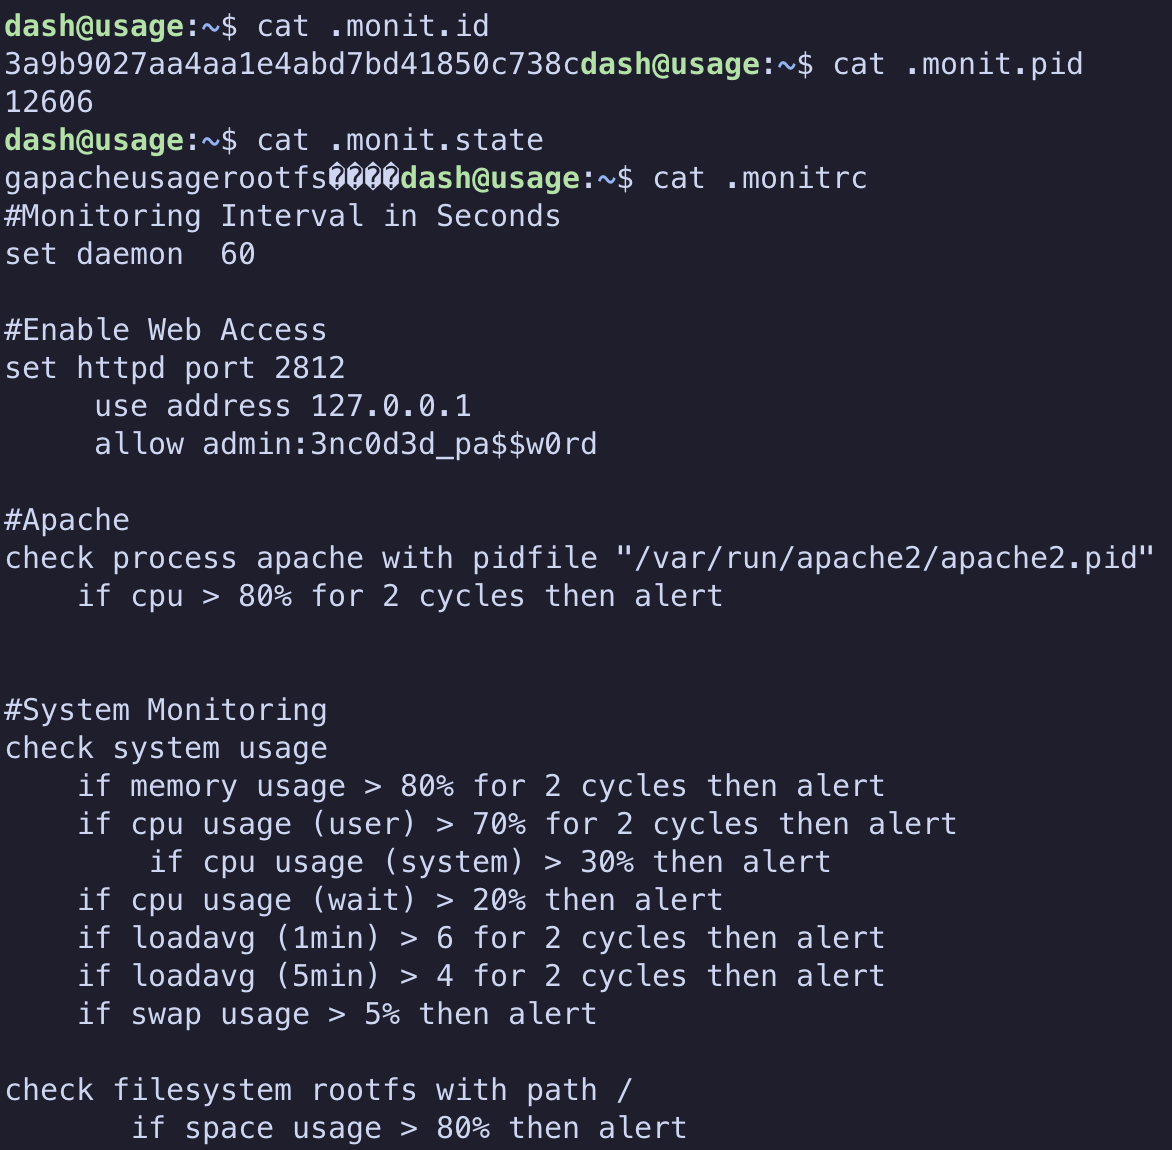 dash@usage:~$ cat .monit.id
3a9b9027aa4aa1e4abd7bd41850c738cdash@usage:~$ cat .monit.pid
12606
dash@usage:~$ cat .monit.state
gapacheusagerootfs����dash@usage:~$ cat .monitrc
#Monitoring Interval in Seconds
set daemon  60

#Enable Web Access
set httpd port 2812
     use address 127.0.0.1
     allow admin:3nc0d3d_pa$$w0rd

#Apache
check process apache with pidfile "/var/run/apache2/apache2.pid"
    if cpu > 80% for 2 cycles then alert


#System Monitoring
check system usage
    if memory usage > 80% for 2 cycles then alert
    if cpu usage (user) > 70% for 2 cycles then alert
        if cpu usage (system) > 30% then alert
    if cpu usage (wait) > 20% then alert
    if loadavg (1min) > 6 for 2 cycles then alert
    if loadavg (5min) > 4 for 2 cycles then alert
    if swap usage > 5% then alert

check filesystem rootfs with path /
       if space usage > 80% then alert